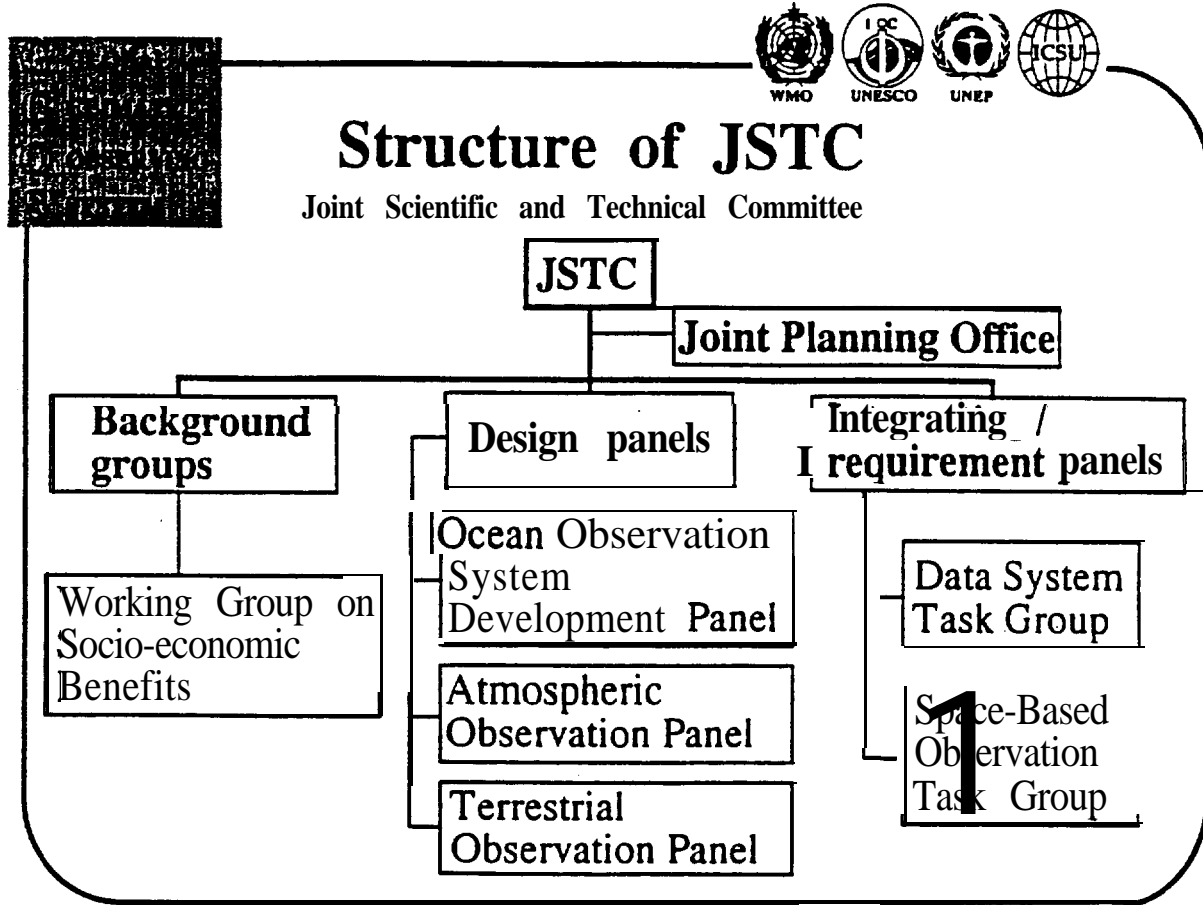 I OC
ICSU
WMO
UNESCO
UNEP
Structure of JSTC
Joint Scientific and Technical Committee
JSTC
Joint Planning Office
Background
groups
Design panels
Integrating /
I requirement panels
Working Group on
Socio-economic
Benefits
Ocean Observation
System
Development Panel
Atmospheric
Observation Panel
Terrestrial
Observation Panel
Data System
Task Group
1
Space-Based
Observation
Task Group